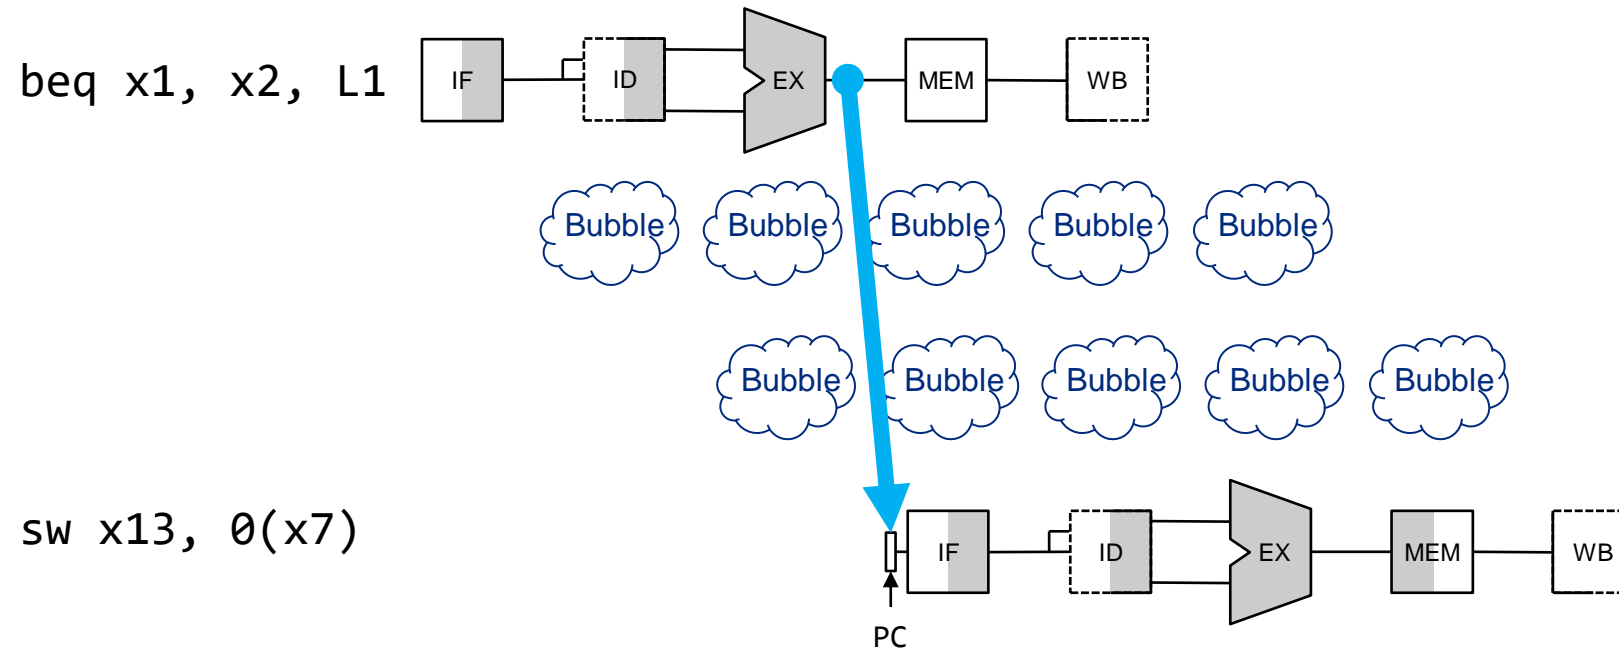 beq x1, x2, L1 IF ID EX MEM WB
Bubble Bubble Bubble Bubble Bubble
Bubble Bubble Bubble Bubble Bubble
sw x13, 0(x7) IF ID EX MEM WB
PC